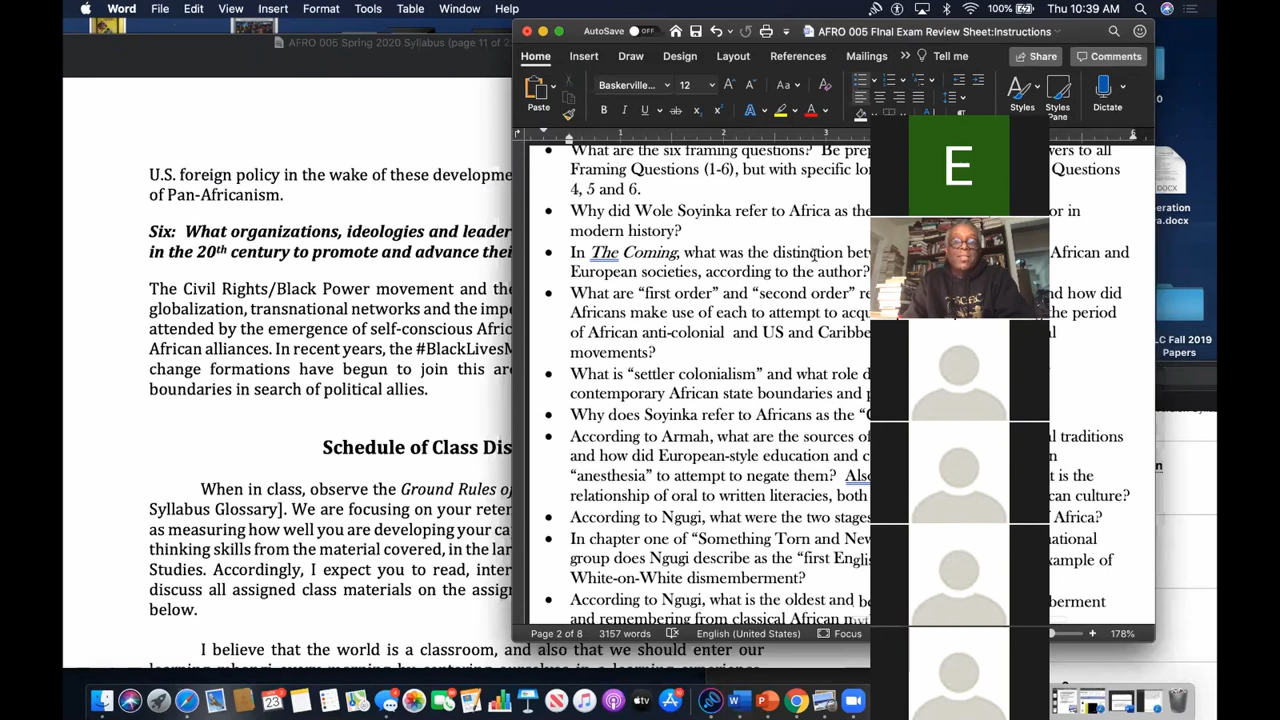 Word File Edit View Insert Format Tools Table Window Help 100% Thu 10:39 AM
AFRO 005 Spring 2020 Syllabus (page 11 of 2
AutoSave OFF AFRO 005 FInal Exam Review Sheet:Instructions
Home Insert Draw Design Layout References Mailings Tell me Share Comments
Baskerville... 12 Aa
Paste B I U ab x₂ x² A A Styles Styles Pane Dictate
1 2 3 6
U.S. foreign policy in the wake of these developme
of Pan-Africanism.
Six: What organizations, ideologies and leader
in the 20th century to promote and advance thei
The Civil Rights/Black Power movement and the
globalization, transnational networks and the impe
attended by the emergence of self-conscious Afric
African alliances. In recent years, the #BlackLivesM
change formations have begun to join this are
boundaries in search of political allies.
Schedule of Class Dis
When in class, observe the Ground Rules of
Syllabus Glossary]. We are focusing on your reten
as measuring how well you are developing your ca
thinking skills from the material covered, in the lar
Studies. Accordingly, I expect you to read, inter
discuss all assigned class materials on the assign
below.
I believe that the world is a classroom, and also that we should enter our
• What are the six framing questions? Be prep wers to all
Framing Questions (1-6), but with specific lo Questions
4, 5 and 6.
• Why did Wole Soyinka refer to Africa as the or in
modern history?
• In The Coming, what was the distinction betw African and
European societies, according to the author?
• What are “first order” and “second order” re nd how did
Africans make use of each to attempt to acqu the period
of African anti-colonial and US and Caribbe al
movements?
• What is “settler colonialism” and what role d
contemporary African state boundaries and p
• Why does Soyinka refer to Africans as the “
• According to Armah, what are the sources of al traditions
and how did European-style education and c n
“anesthesia” to attempt to negate them? Also t is the
relationship of oral to written literacies, both can culture?
• According to Ngugi, what were the two stages f Africa?
• In chapter one of “Something Torn and New national
group does Ngugi describe as the “first Engli xample of
White-on-White dismemberment?
• According to Ngugi, what is the oldest and be mberment
and remembering from classical African
Page 2 of 8 3157 words English (United States) Focus 178%
E
DOCX
eration
a.docx
LC Fall 2019
Papers